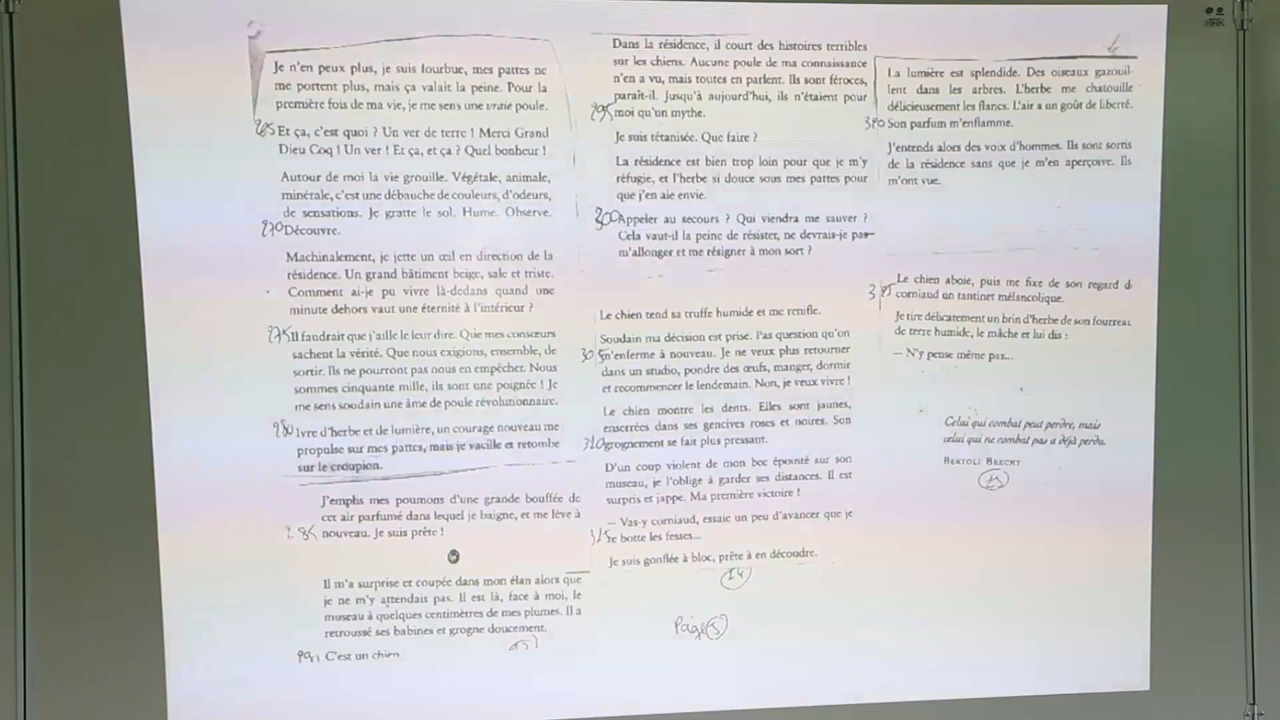 Je n'en peux plus, je suis fourbue, mes pattes ne
me portent plus, mais ça valait la peine. Pour la
première fois de ma vie, je me sens une vraie poule.
265 Et ça, c'est quoi ? Un ver de terre ! Merci Grand
Dieu Coq ! Un ver ! Et ça, et ça ? Quel bonheur !
Autour de moi la vie grouille. Végétale, animale,
minérale, c'est une débauche de couleurs, d'odeurs,
de sensations. Je gratte le sol. Hume. Observe.
270 Découvre.
Machinalement, je jette un œil en direction de la
résidence. Un grand bâtiment beige, sale et triste.
Comment ai-je pu vivre là-dedans quand une
minute dehors vaut une éternité à l'intérieur ?
275 Il faudrait que j'aille le leur dire. Que mes consœurs
sachent la vérité. Que nous exigions, ensemble, de
sortir. Ils ne pourront pas nous en empêcher. Nous
sommes cinquante mille, ils sont une poignée ! Je
me sens soudain une âme de poule révolutionnaire.
280 Ivre d'herbe et de lumière, un courage nouveau me
propulse sur mes pattes, mais je vacille et retombe
sur le croupion.
J'emplis mes poumons d'une grande bouffée de
cet air parfumé dans lequel je baigne, et me lève à
285 nouveau. Je suis prête !
Il m'a surprise et coupée dans mon élan alors que
je ne m'y attendais pas. Il est là, face à moi, le
museau à quelques centimètres de mes plumes. Il a
retroussé ses babines et grogne doucement.
C'est un chien
Dans la résidence, il court des histoires terribles
sur les chiens. Aucune poule de ma connaissance
n'en a vu, mais toutes en parlent. Ils sont féroces,
paraît-il. Jusqu'à aujourd'hui, ils n'étaient pour
295 moi qu'un mythe.
Je suis tétanisée. Que faire ?
La résidence est bien trop loin pour que je m'y
réfugie, et l'herbe si douce sous mes pattes pour
que j'en aie envie.
300 Appeler au secours ? Qui viendra me sauver ?
Cela vaut-il la peine de résister, ne devrais-je pas
m'allonger et me résigner à mon sort ?
Le chien tend sa truffe humide et me renifle.
Soudain ma décision est prise. Pas question qu'on
305 m'enferme à nouveau. Je ne veux plus retourner
dans un studio, pondre des œufs, manger, dormir
et recommencer le lendemain. Non, je veux vivre !
Le chien montre les dents. Elles sont jaunes,
enserrées dans ses gencives roses et noires. Son
310 grognement se fait plus pressant.
D'un coup violent de mon bec épointé sur son
museau, je l'oblige à garder ses distances. Il est
surpris et jappe. Ma première victoire !
— Vas-y corniaud, essaie un peu d'avancer que je
315 te botte les fesses...
Je suis gonflée à bloc, prête à en découdre.
14
Page 5
La lumière est splendide. Des oiseaux gazouil-
lent dans les arbres. L'herbe me chatouille
délicieusement les flancs. L'air a un goût de liberté.
320 Son parfum m'enflamme.
J'entends alors des voix d'hommes. Ils sont sortis
de la résidence sans que je m'en aperçoive. Ils
m'ont vue.
Le chien aboie, puis me fixe de son regard d
325 corniaud un tantinet mélancolique.
Je tire délicatement un brin d'herbe de son fourreau
de terre humide, le mâche et lui dis :
— N'y pense même pas...
Celui qui combat peut perdre, mais
celui qui ne combat pas a déjà perdu.
BERTOLT BRECHT
15